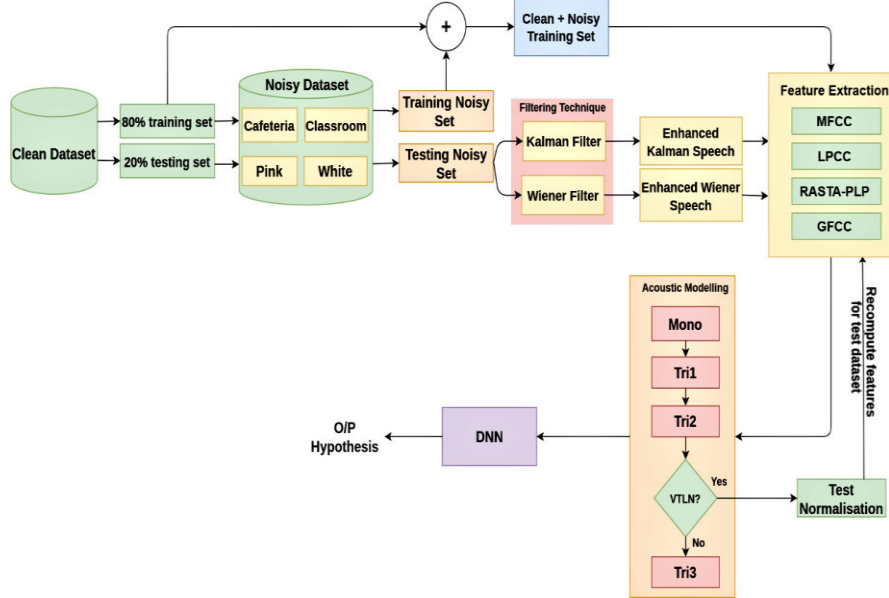 Clean Dataset
80% training set
20% testing set
Noisy Dataset
Cafeteria
Classroom
Pink
White
Training Noisy
Set
Testing Noisy
Set
+
Clean + Noisy
Training Set
Filtering Technique
Kalman Filter
Wiener Filter
Enhanced
Kalman Speech
Enhanced Wiener
Speech
Feature Extraction
MFCC
LPCC
RASTA-PLP
GFCC
Recompute features
for test dataset
Acoustic Modelling
Mono
Tri1
Tri2
VTLN?
Yes
No
Tri3
Test
Normalisation
DNN
O/P
Hypothesis